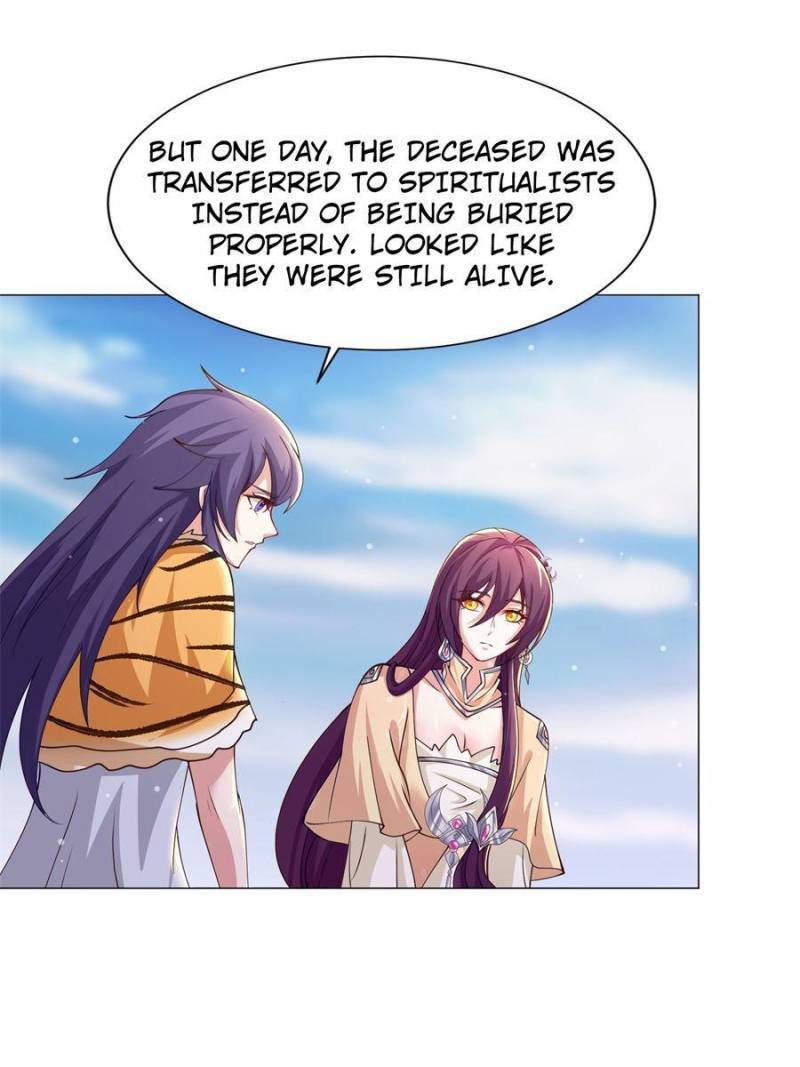 BUT ONE DAY, THE DECEASED WAS
TRANSFERRED TO SPIRITUALISTS
INSTEAD OF BEING BURIED
PROPERLY. LOOKED LIKE
THEY WERE STILL ALIVE.